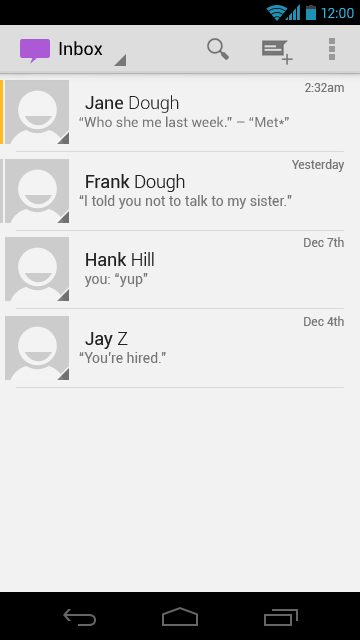 12:00
Inbox
2:32am
Jane Dough
“Who she me last week.” – “Met*”
Yesterday
Frank Dough
“I told you not to talk to my sister.”
Dec 7th
Hank Hill
you: “yup”
Dec 4th
Jay Z
“You’re hired.”